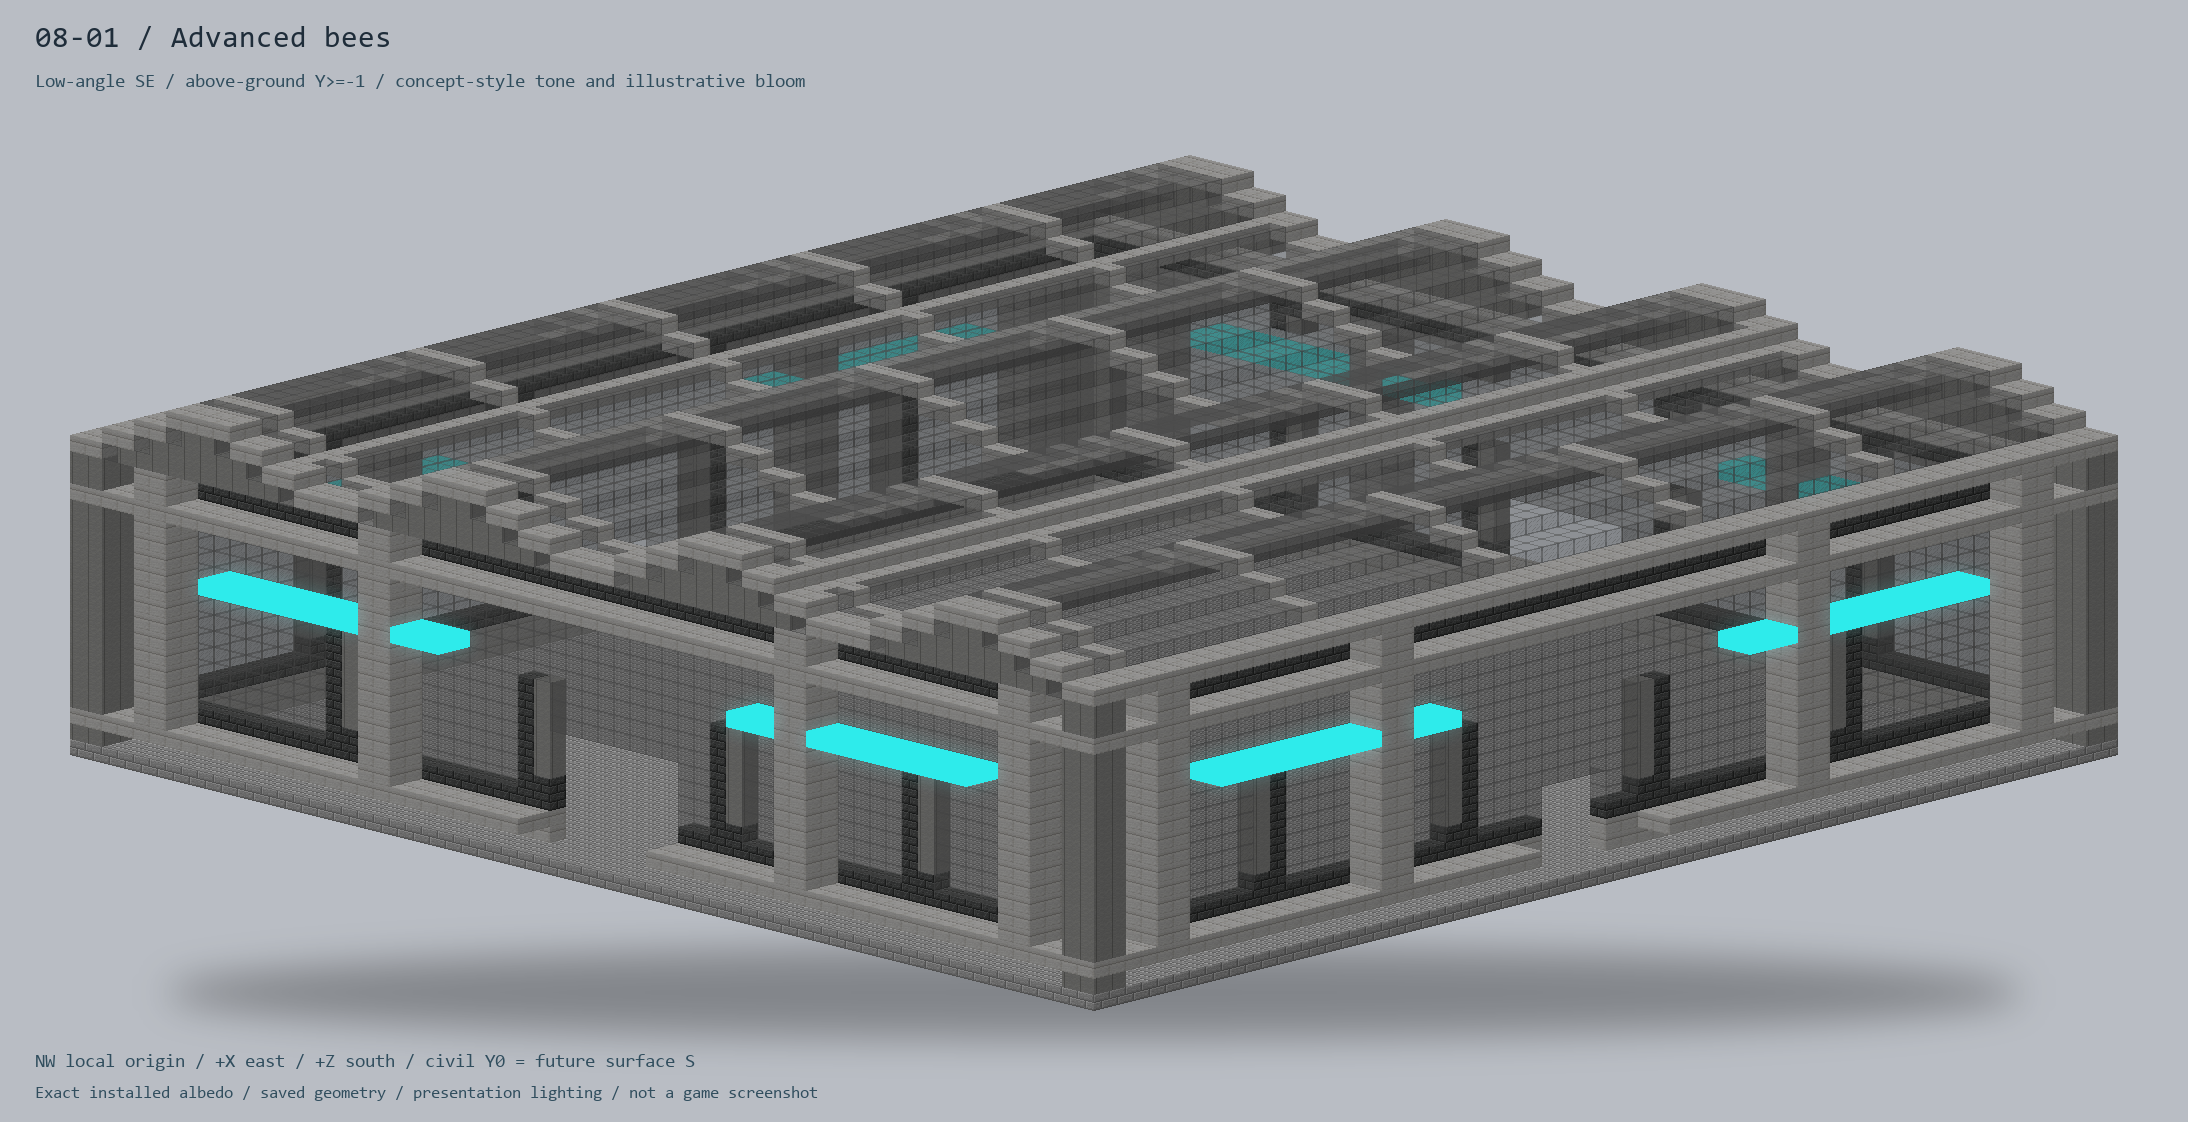 08-01 / Advanced bees
Low-angle SE / above-ground Y>=-1 / concept-style tone and illustrative bloom
NW local origin / +X east / +Z south / civil Y0 = future surface S
Exact installed albedo / saved geometry / presentation lighting / not a game screenshot